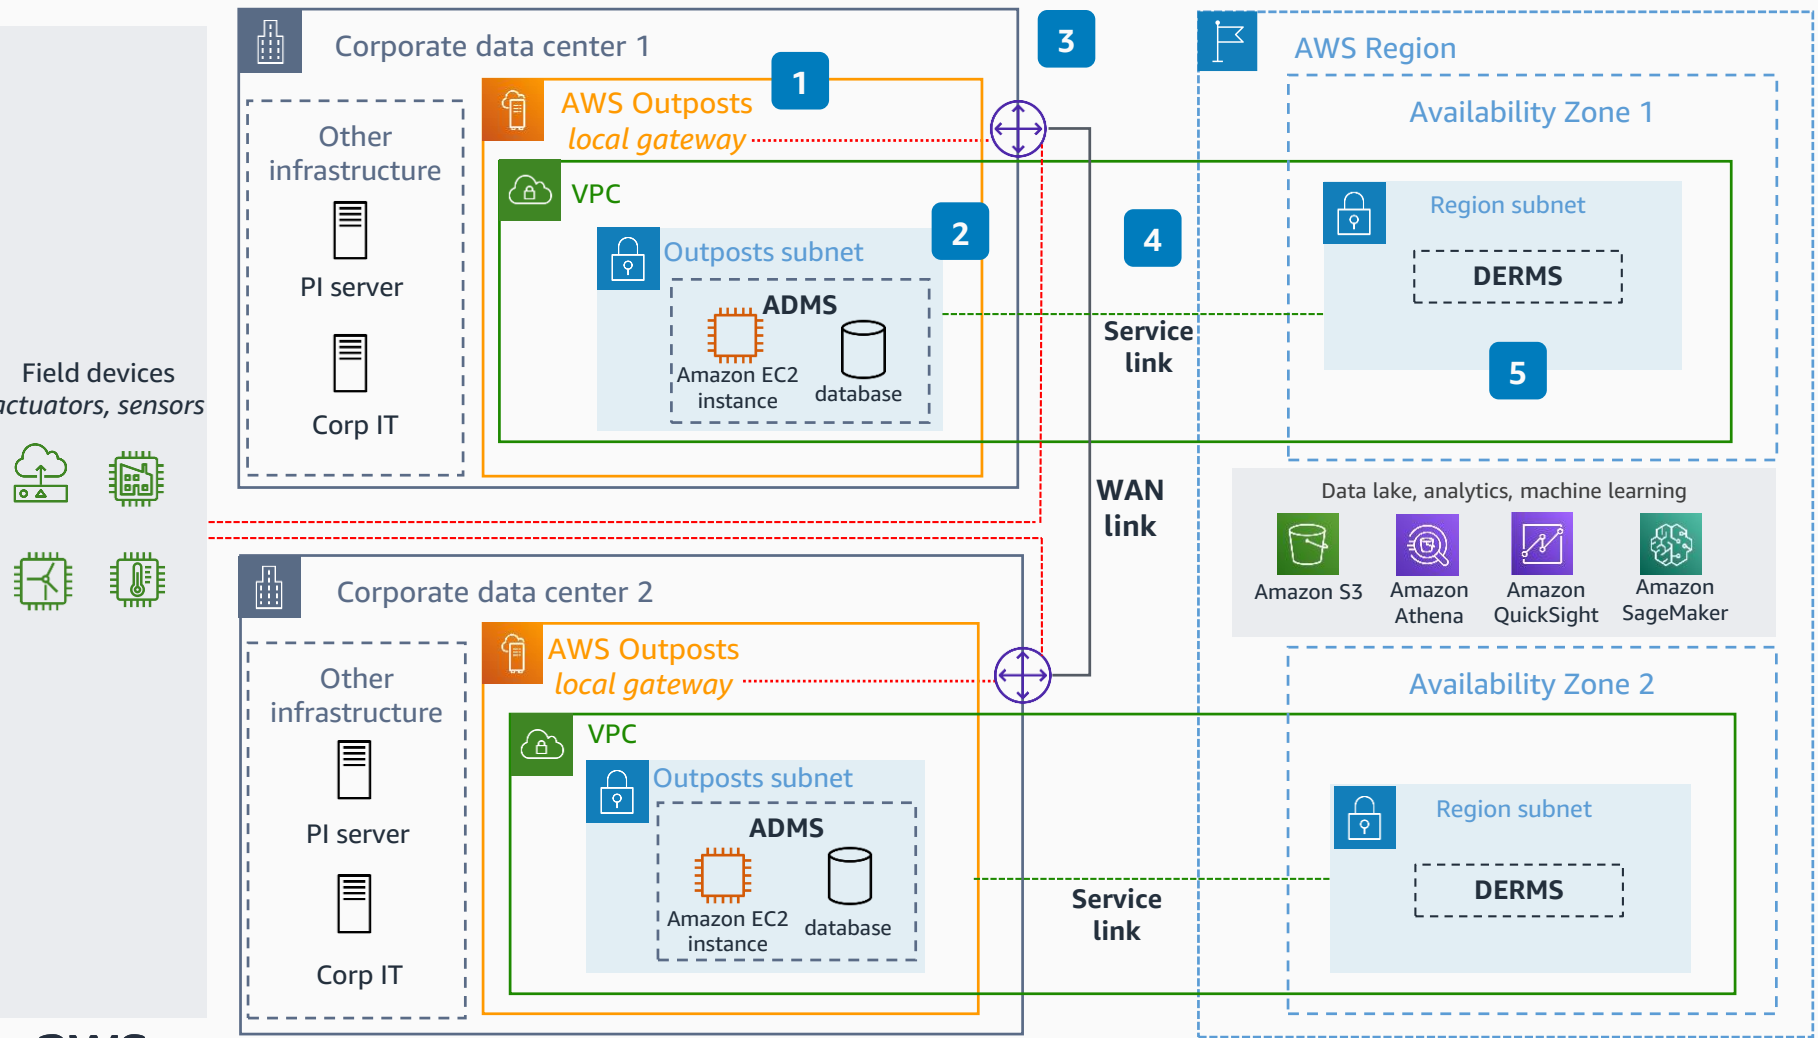 Corporate data center 1
3
AWS Region
1
AWS Outposts
local gateway
Availability Zone 1
Other
infrastructure
VPC
Region subnet
2
4
Outposts subnet
DERMS
PI server
ADMS
Service
link
Amazon EC2
instance
database
5
Field devices
actuators, sensors
Corp IT
WAN
link
Data lake, analytics, machine learning
Amazon S3
Amazon
Athena
Amazon
QuickSight
Amazon
SageMaker
Corporate data center 2
AWS Outposts
local gateway
Availability Zone 2
Other
infrastructure
VPC
Outposts subnet
Region subnet
PI server
ADMS
DERMS
Service
link
Amazon EC2
instance
database
Corp IT
aws